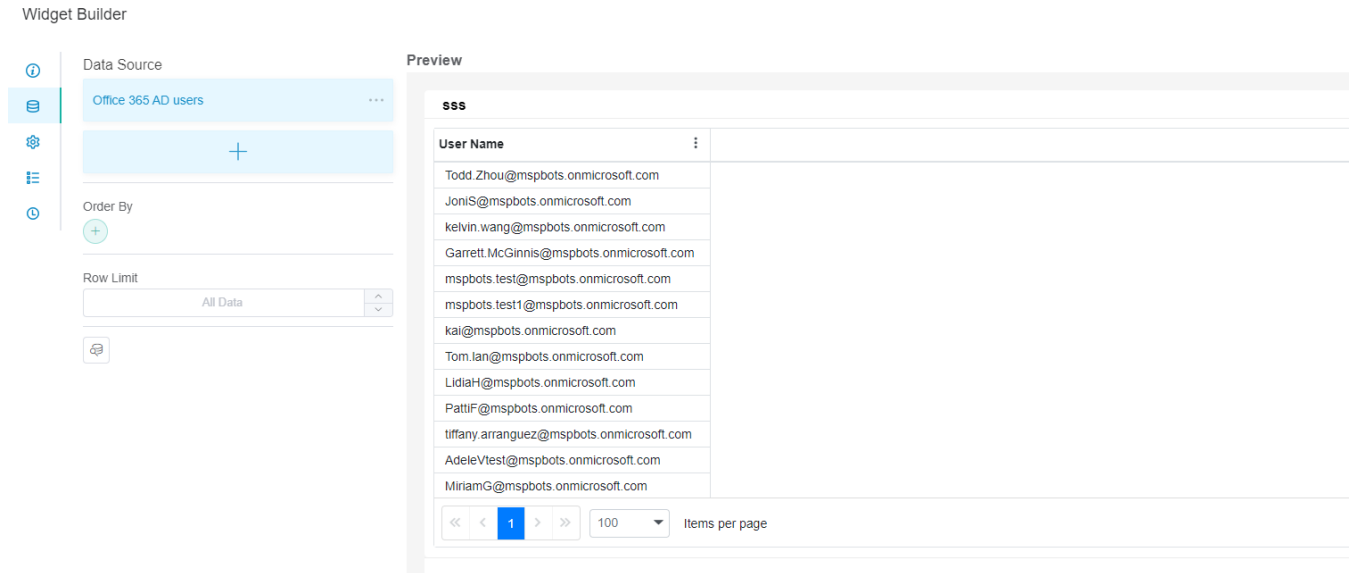 Widget Builder
Data Source
Office 365 AD users
Order By
Row Limit
All Data
Preview
sss
User Name
Todd.Zhou@mspbots.onmicrosoft.com
JoniS@mspbots.onmicrosoft.com
kelvin.wang@mspbots.onmicrosoft.com
Garrett.McGinnis@mspbots.onmicrosoft.com
mspbots.test@mspbots.onmicrosoft.com
mspbots.test1@mspbots.onmicrosoft.com
kai@mspbots.onmicrosoft.com
Tom.lan@mspbots.onmicrosoft.com
LidiaH@mspbots.onmicrosoft.com
PattiF@mspbots.onmicrosoft.com
tiffany.arranguez@mspbots.onmicrosoft.com
AdeleVtest@mspbots.onmicrosoft.com
MiriamG@mspbots.onmicrosoft.com
1 100 Items per page